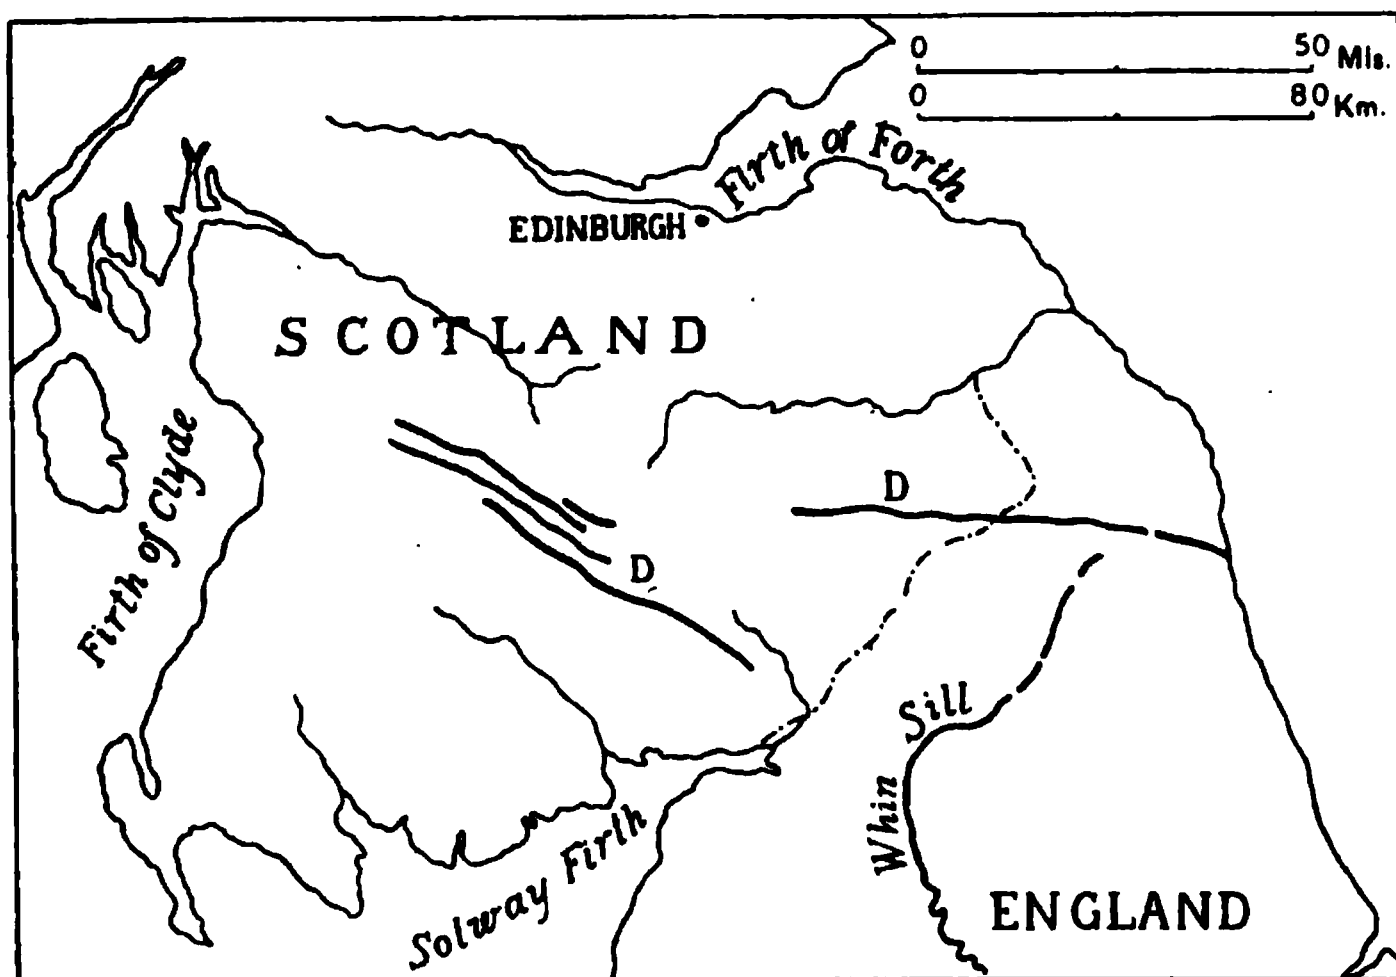 0 50 Mls.
0 80 Km.
Firth of Forth
EDINBURGH
SCOTLAND
Firth of Clyde
D
D
Sill
Whin
Solway Firth
ENGLAND